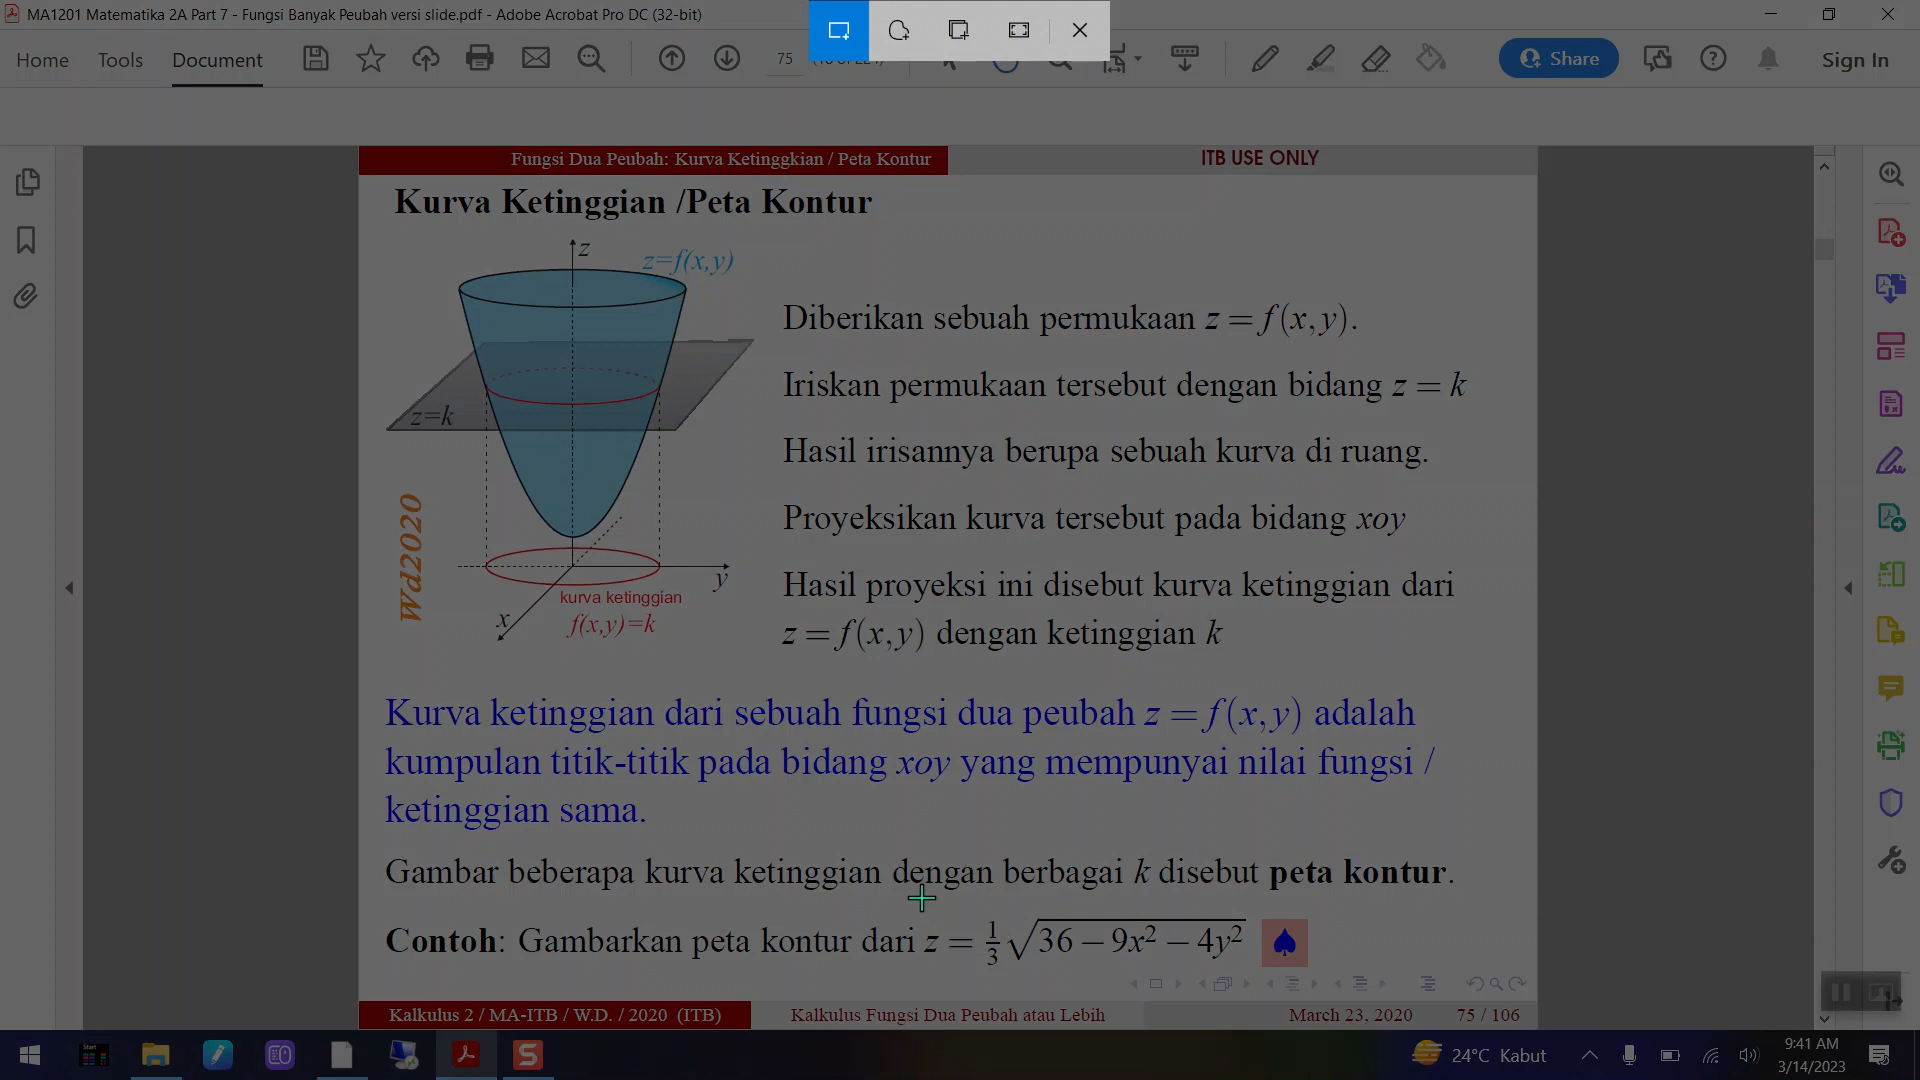 MA1201 Matematika 2A Part 7 - Fungsi Banyak Peubah versi slide.pdf - Adobe Acrobat Pro DC (32-bit)
Home Tools Document 75 Share Sign In
Fungsi Dua Peubah: Kurva Ketinggkian / Peta Kontur ITB USE ONLY
Kurva Ketinggian /Peta Kontur
z
z=f(x,y)
z=k
y
x
kurva ketinggian
f(x,y)=k
Wd2020
Diberikan sebuah permukaan z = f(x,y).
Iriskan permukaan tersebut dengan bidang z = k
Hasil irisannya berupa sebuah kurva di ruang.
Proyeksikan kurva tersebut pada bidang xoy
Hasil proyeksi ini disebut kurva ketinggian dari
z = f(x,y) dengan ketinggian k
Kurva ketinggian dari sebuah fungsi dua peubah z = f(x,y) adalah
kumpulan titik-titik pada bidang xoy yang mempunyai nilai fungsi /
ketinggian sama.
Gambar beberapa kurva ketinggian dengan berbagai k disebut peta kontur.
Contoh: Gambarkan peta kontur dari z = 1/3 √(36 − 9x² − 4y²) ♠
Kalkulus 2 / MA-ITB / W.D. / 2020 (ITB) Kalkulus Fungsi Dua Peubah atau Lebih March 23, 2020 75 / 106
Start
24°C Kabut
9:41 AM
3/14/2023